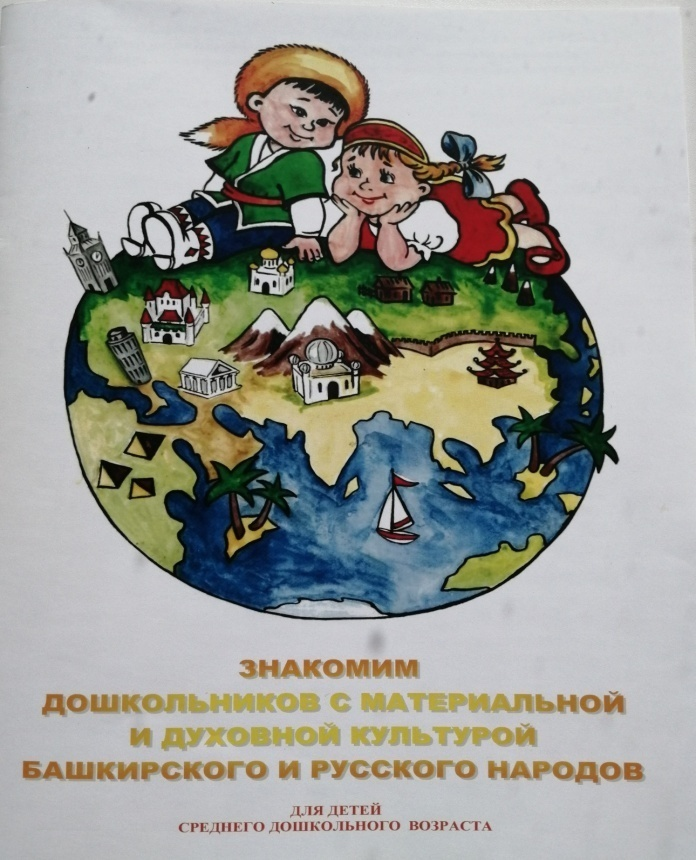 ЗНАКОМИМ
ДОШКОЛЬНИКОВ С МАТЕРИАЛЬНОЙ
И ДУХОВНОЙ КУЛЬТУРОЙ
БАШКИРСКОГО И РУССКОГО НАРОДОВ
ДЛЯ ДЕТЕЙ
СРЕДНЕГО ДОШКОЛЬНОГО ВОЗРАСТА